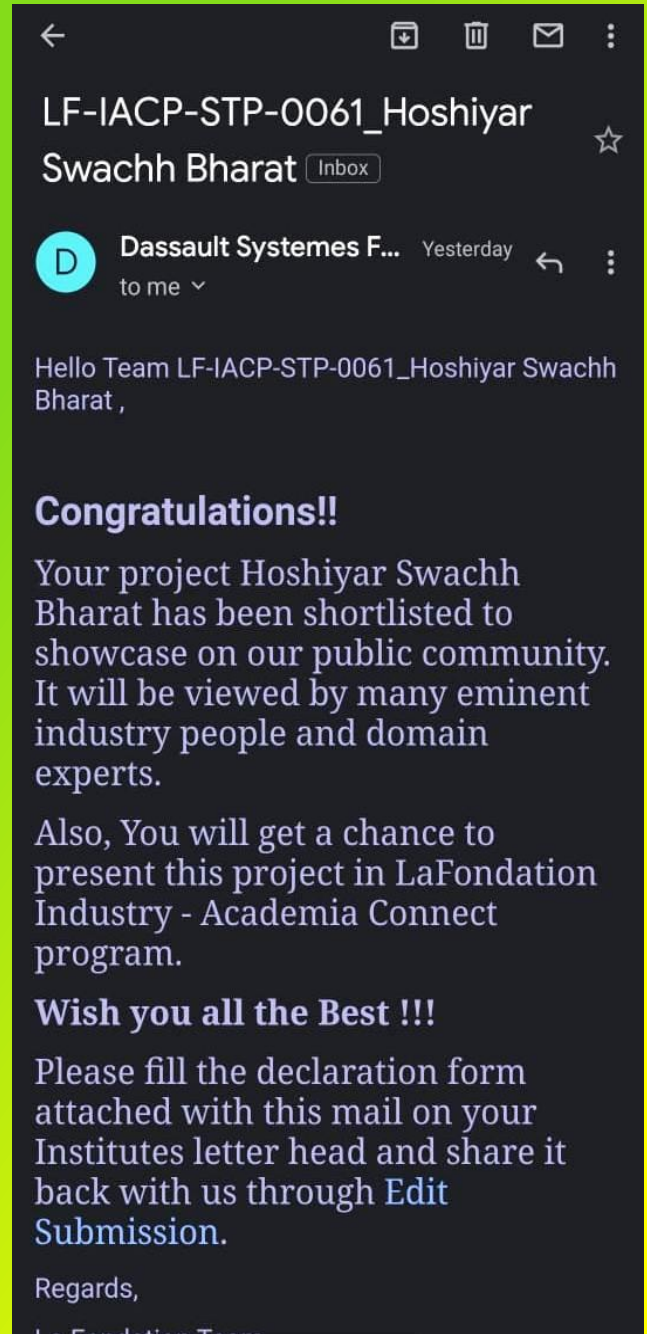 LF-IACP-STP-0061_Hoshiyar
Swachh Bharat Inbox
D
Dassault Systemes F... Yesterday
to me
Hello Team LF-IACP-STP-0061_Hoshiyar Swachh
Bharat ,
Congratulations!!
Your project Hoshiyar Swachh
Bharat has been shortlisted to
showcase on our public community.
It will be viewed by many eminent
industry people and domain
experts.
Also, You will get a chance to
present this project in LaFondation
Industry - Academia Connect
program.
Wish you all the Best !!!
Please fill the declaration form
attached with this mail on your
Institutes letter head and share it
back with us through Edit
Submission.
Regards,